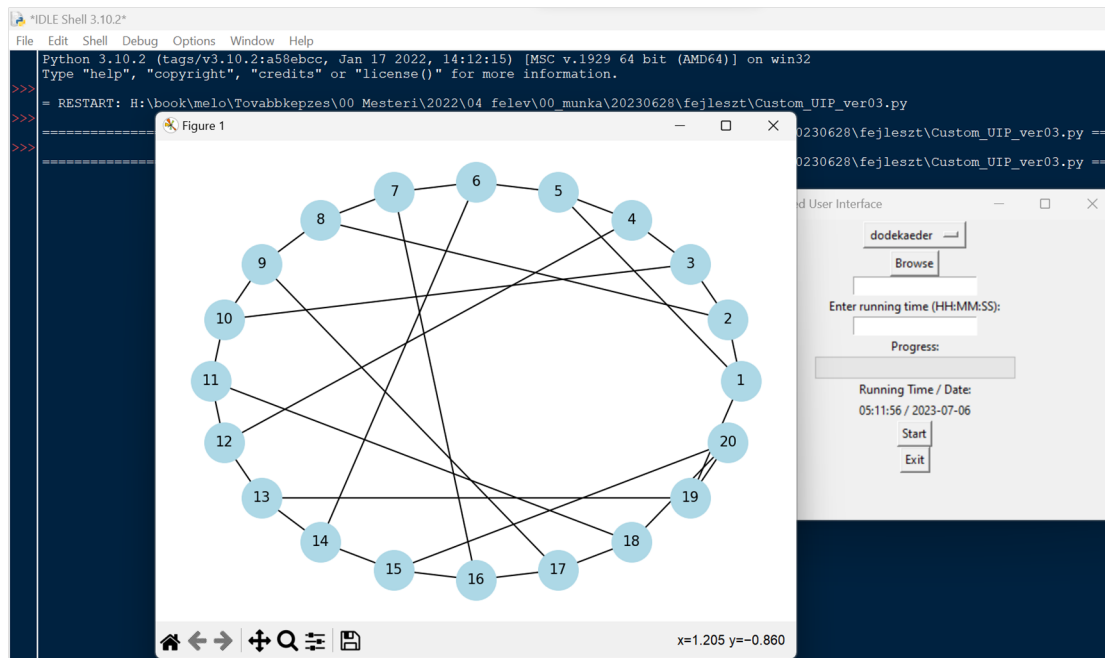 *IDLE Shell 3.10.2*
File Edit Shell Debug Options Window Help
Python 3.10.2 (tags/v3.10.2:a58ebcc, Jan 17 2022, 14:12:15) [MSC v.1929 64 bit (AMD64)] on win32
Type "help", "copyright", "credits" or "license()" for more information.
>>>
= RESTART: H:\book\melo\Tovabbkepzes\00 Mesteri\2022\04 felev\00_munka\20230628\fejleszt\Custom_UIP_ver03.py
>>>
============== 0230628\fejleszt\Custom_UIP_ver03.py ==
>>>
============== 0230628\fejleszt\Custom_UIP_ver03.py ==
Figure 1
6
7
5
8
4
9
3
10
2
11
1
12
20
13
19
14
18
15
17
16
x=1.205 y=−0.860
ed User Interface
dodekaeder
Browse
Enter running time (HH:MM:SS):
Progress:
Running Time / Date:
05:11:56 / 2023-07-06
Start
Exit